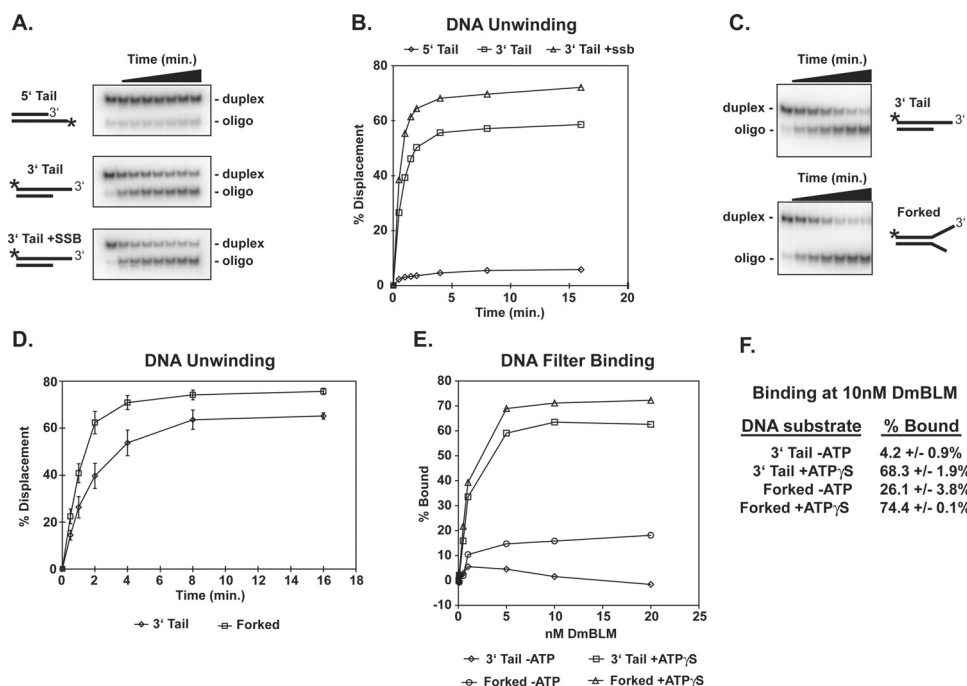 A.
Time (min.)
5‘ Tail
3‘
*
- duplex
- oligo
3‘ Tail
*
3‘
- duplex
- oligo
3‘ Tail +SSB
*
3‘
- duplex
- oligo
B.
DNA Unwinding
5‘ Tail 3‘ Tail 3‘ Tail +ssb
80
60
40
20
0
% Displacement
0 5 10 15 20
Time (min.)
C.
Time (min.)
duplex -
oligo -
3‘ Tail
*
3‘
Time (min.)
duplex -
oligo -
Forked
*
3‘
D.
DNA Unwinding
80
60
40
20
0
% Displacement
0 2 4 6 8 10 12 14 16 18
Time (min.)
3‘ Tail Forked
E.
DNA Filter Binding
80
70
60
50
40
30
20
10
0
-10
% Bound
0 5 10 15 20 25
nM DmBLM
3‘ Tail -ATP 3‘ Tail +ATPγS
Forked -ATP Forked +ATPγS
F.
Binding at 10nM DmBLM
DNA substrate % Bound
3‘ Tail -ATP 4.2 +/- 0.9%
3‘ Tail +ATPγS 68.3 +/- 1.9%
Forked -ATP 26.1 +/- 3.8%
Forked +ATPγS 74.4 +/- 0.1%